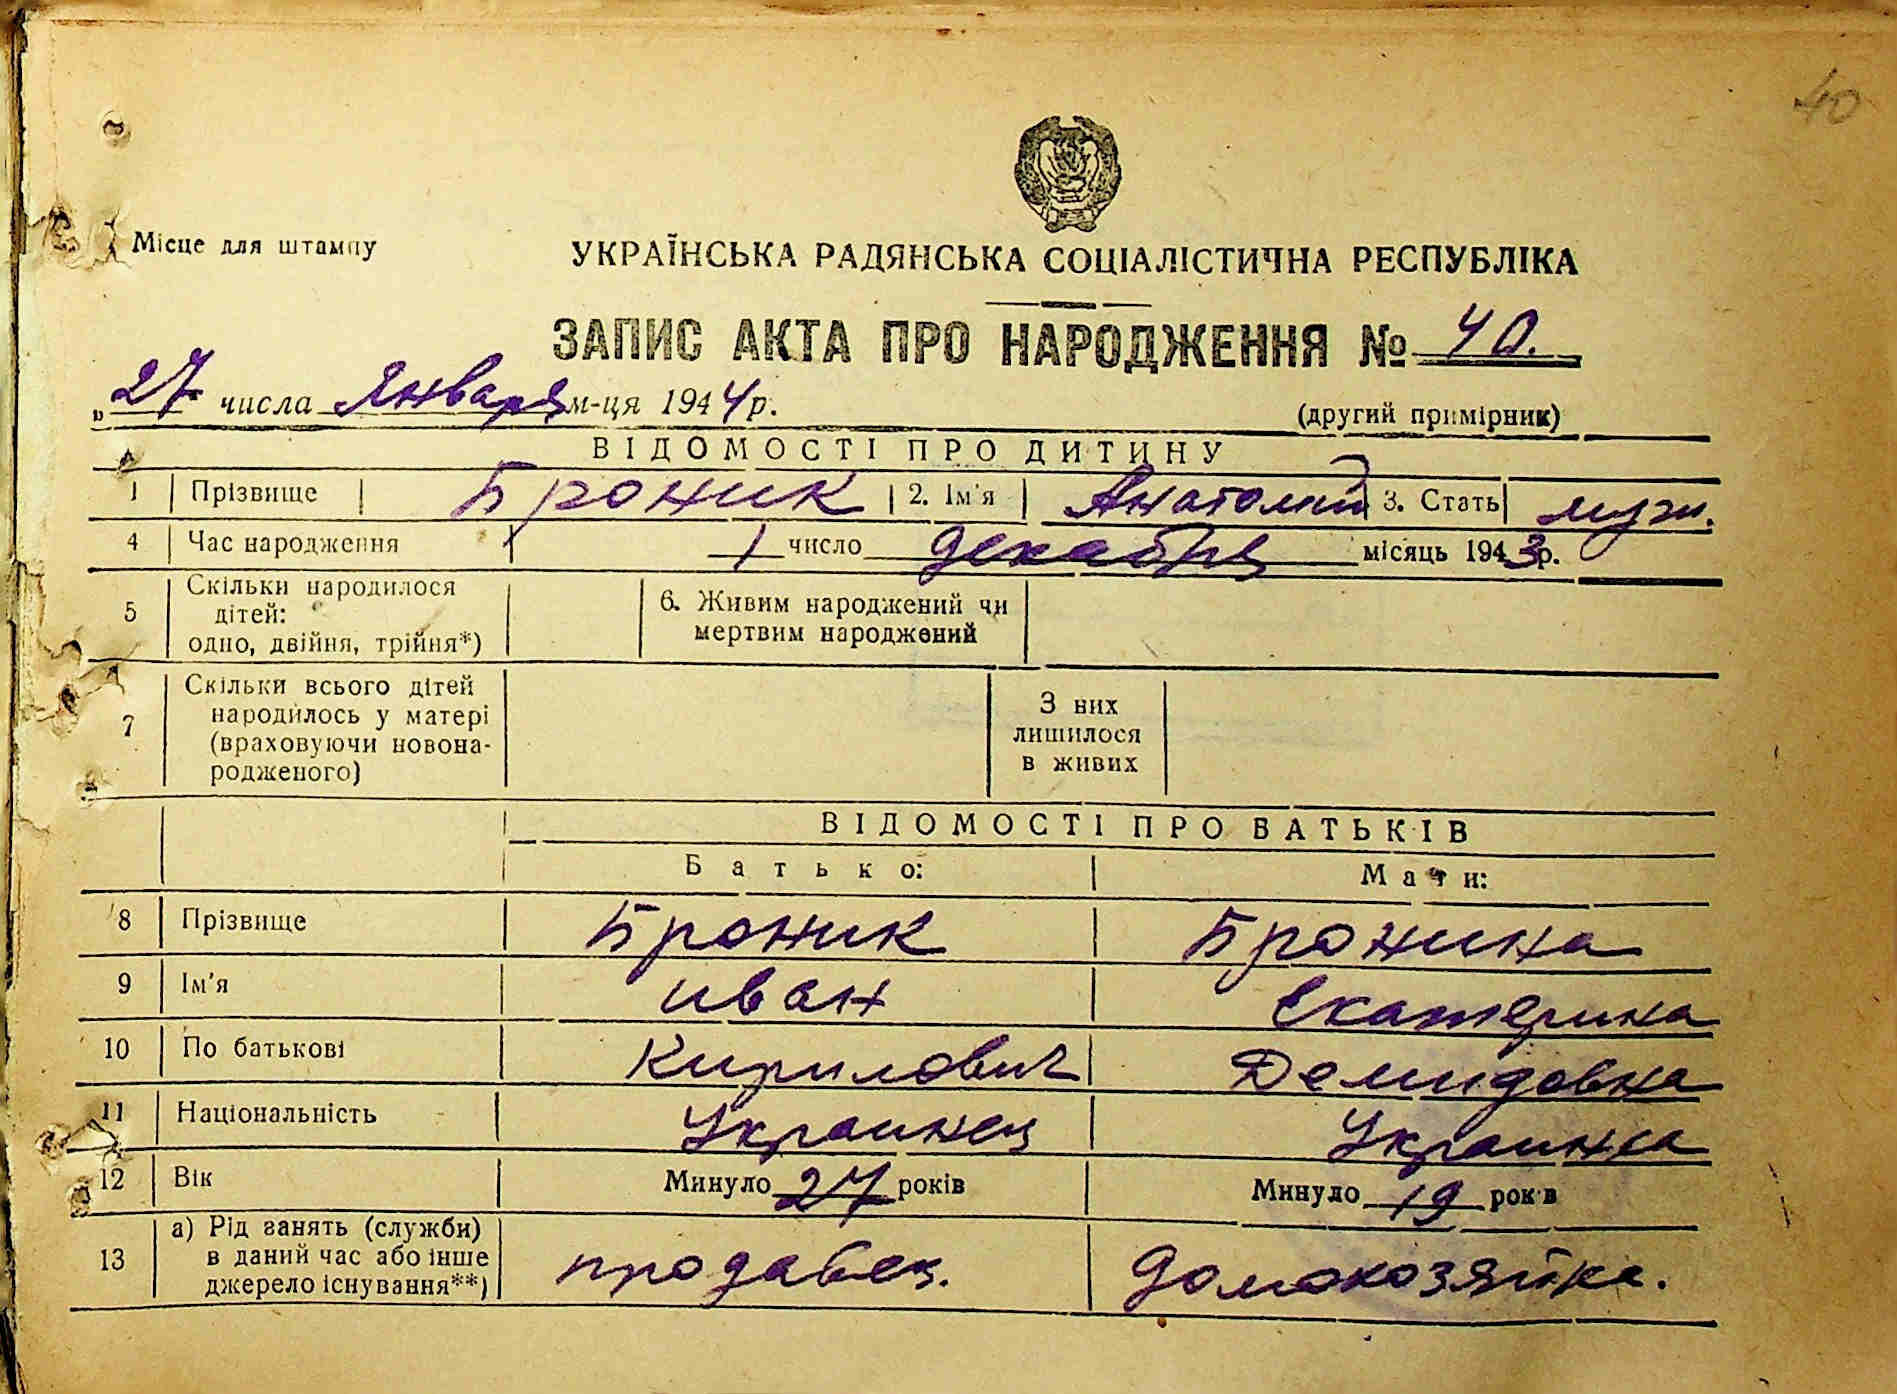 40
Місце для штампу
УКРАЇНСЬКА РАДЯНСЬКА СОЦІАЛІСТИЧНА РЕСПУБЛІКА
ЗАПИС АКТА ПРО НАРОДЖЕННЯ № 40.
„27 числа Января м-ця 1944 р.
(другий примірник)
ВІДОМОСТІ ПРО ДИТИНУ
1 Прізвище Броник 2. Ім'я Анатолий 3. Стать муж.
4 Час народження 1 число декабря місяць 1943 р.
5 Скільки народилося
дітей:
одно, двійня, трійня*)
6. Живим народжений чи
мертвим народжений
7 Скільки всього дітей
народилось у матері
(враховуючи новона-
родженого)
З них
лишилося
в живих
ВІДОМОСТІ ПРО БАТЬКІВ
Батько: Мати:
8 Прізвище Броник Бронина
9 Ім'я Иван Екатерина
10 По батькові Кирилович Демидовна
11 Національність Украинец Украинка
12 Вік Минуло 27 років Минуло 19 рок в
13 а) Рід занять (служби)
в даний час або інше
джерело існування**)
продавец. домохозяйка.